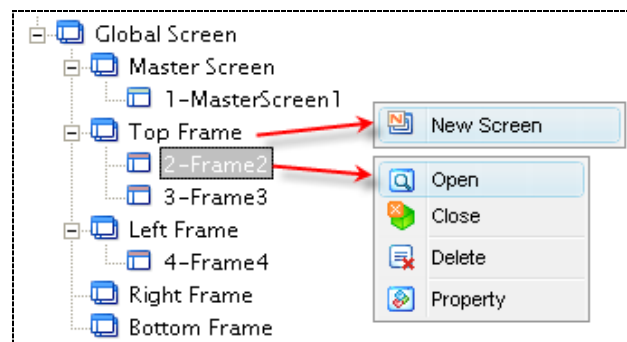 Global Screen
Master Screen
1-MasterScreen1
Top Frame
2-Frame2
3-Frame3
Left Frame
4-Frame4
Right Frame
Bottom Frame
New Screen
Open
Close
Delete
Property